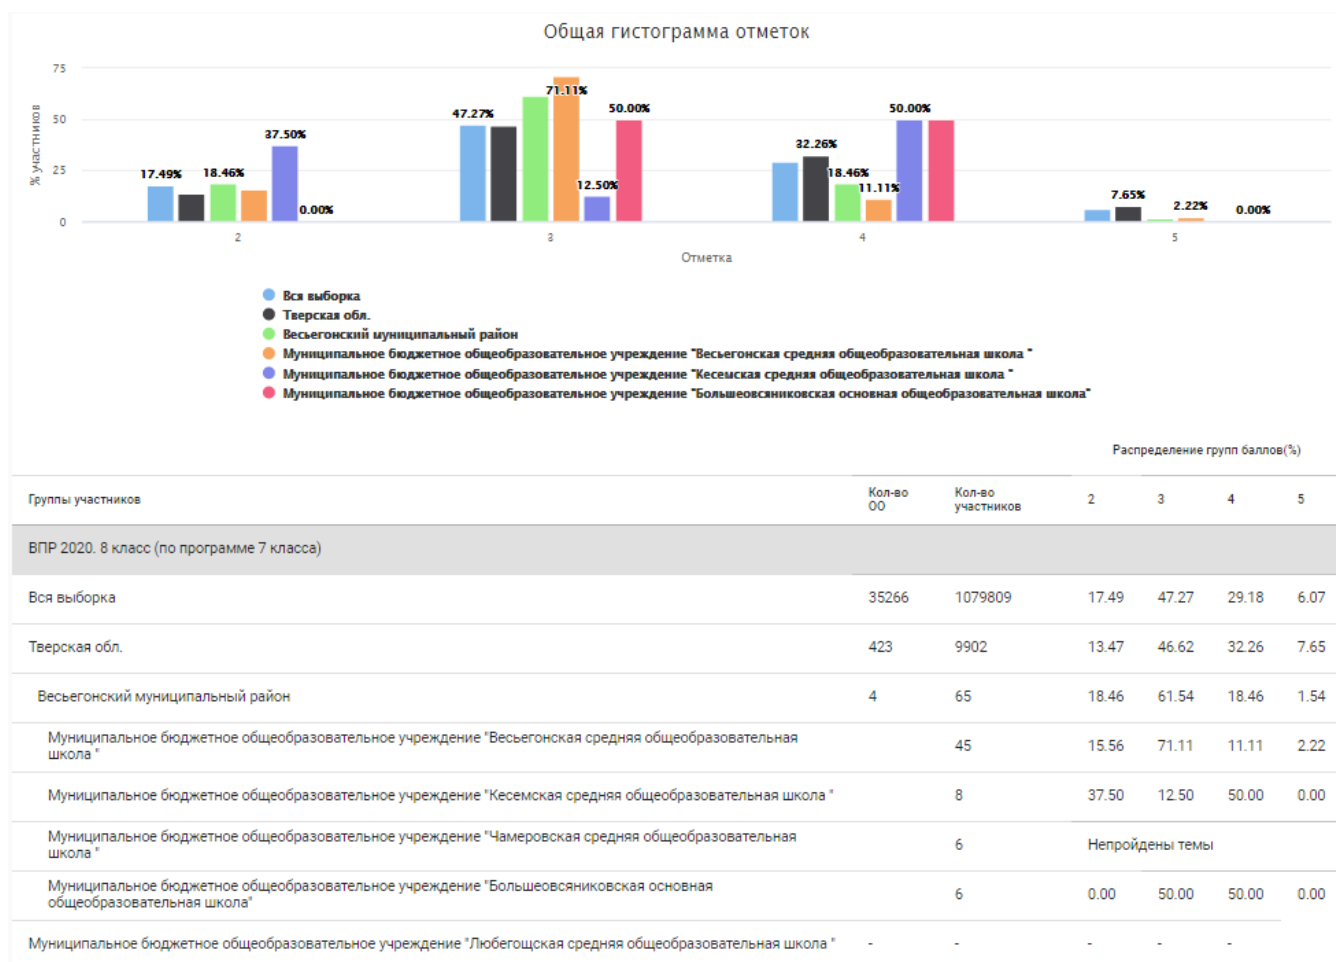 Общая гистограмма отметок
75
50
25
0
% участников
17.49%
18.46%
37.50%
0.00%
47.27%
71.11%
12.50%
50.00%
32.26%
18.46%
11.11%
50.00%
7.65%
2.22%
0.00%
2
3
4
5
Отметка
Вся выборка
Тверская обл.
Весьегонский муниципальный район
Муниципальное бюджетное общеобразовательное учреждение "Весьегонская средняя общеобразовательная школа "
Муниципальное бюджетное общеобразовательное учреждение "Кесемская средняя общеобразовательная школа "
Муниципальное бюджетное общеобразовательное учреждение "Большеовсяниковская основная общеобразовательная школа"
Распределение групп баллов(%)
Группы участников Кол-во ОО Кол-во участников 2 3 4 5
ВПР 2020. 8 класс (по программе 7 класса)
Вся выборка 35266 1079809 17.49 47.27 29.18 6.07
Тверская обл. 423 9902 13.47 46.62 32.26 7.65
Весьегонский муниципальный район 4 65 18.46 61.54 18.46 1.54
Муниципальное бюджетное общеобразовательное учреждение "Весьегонская средняя общеобразовательная
школа " 45 15.56 71.11 11.11 2.22
Муниципальное бюджетное общеобразовательное учреждение "Кесемская средняя общеобразовательная школа " 8 37.50 12.50 50.00 0.00
Муниципальное бюджетное общеобразовательное учреждение "Чамеровская средняя общеобразовательная
школа " 6 Непройдены темы
Муниципальное бюджетное общеобразовательное учреждение "Большеовсяниковская основная
общеобразовательная школа" 6 0.00 50.00 50.00 0.00
Муниципальное бюджетное общеобразовательное учреждение "Любегощская средняя общеобразовательная школа " - - - - -